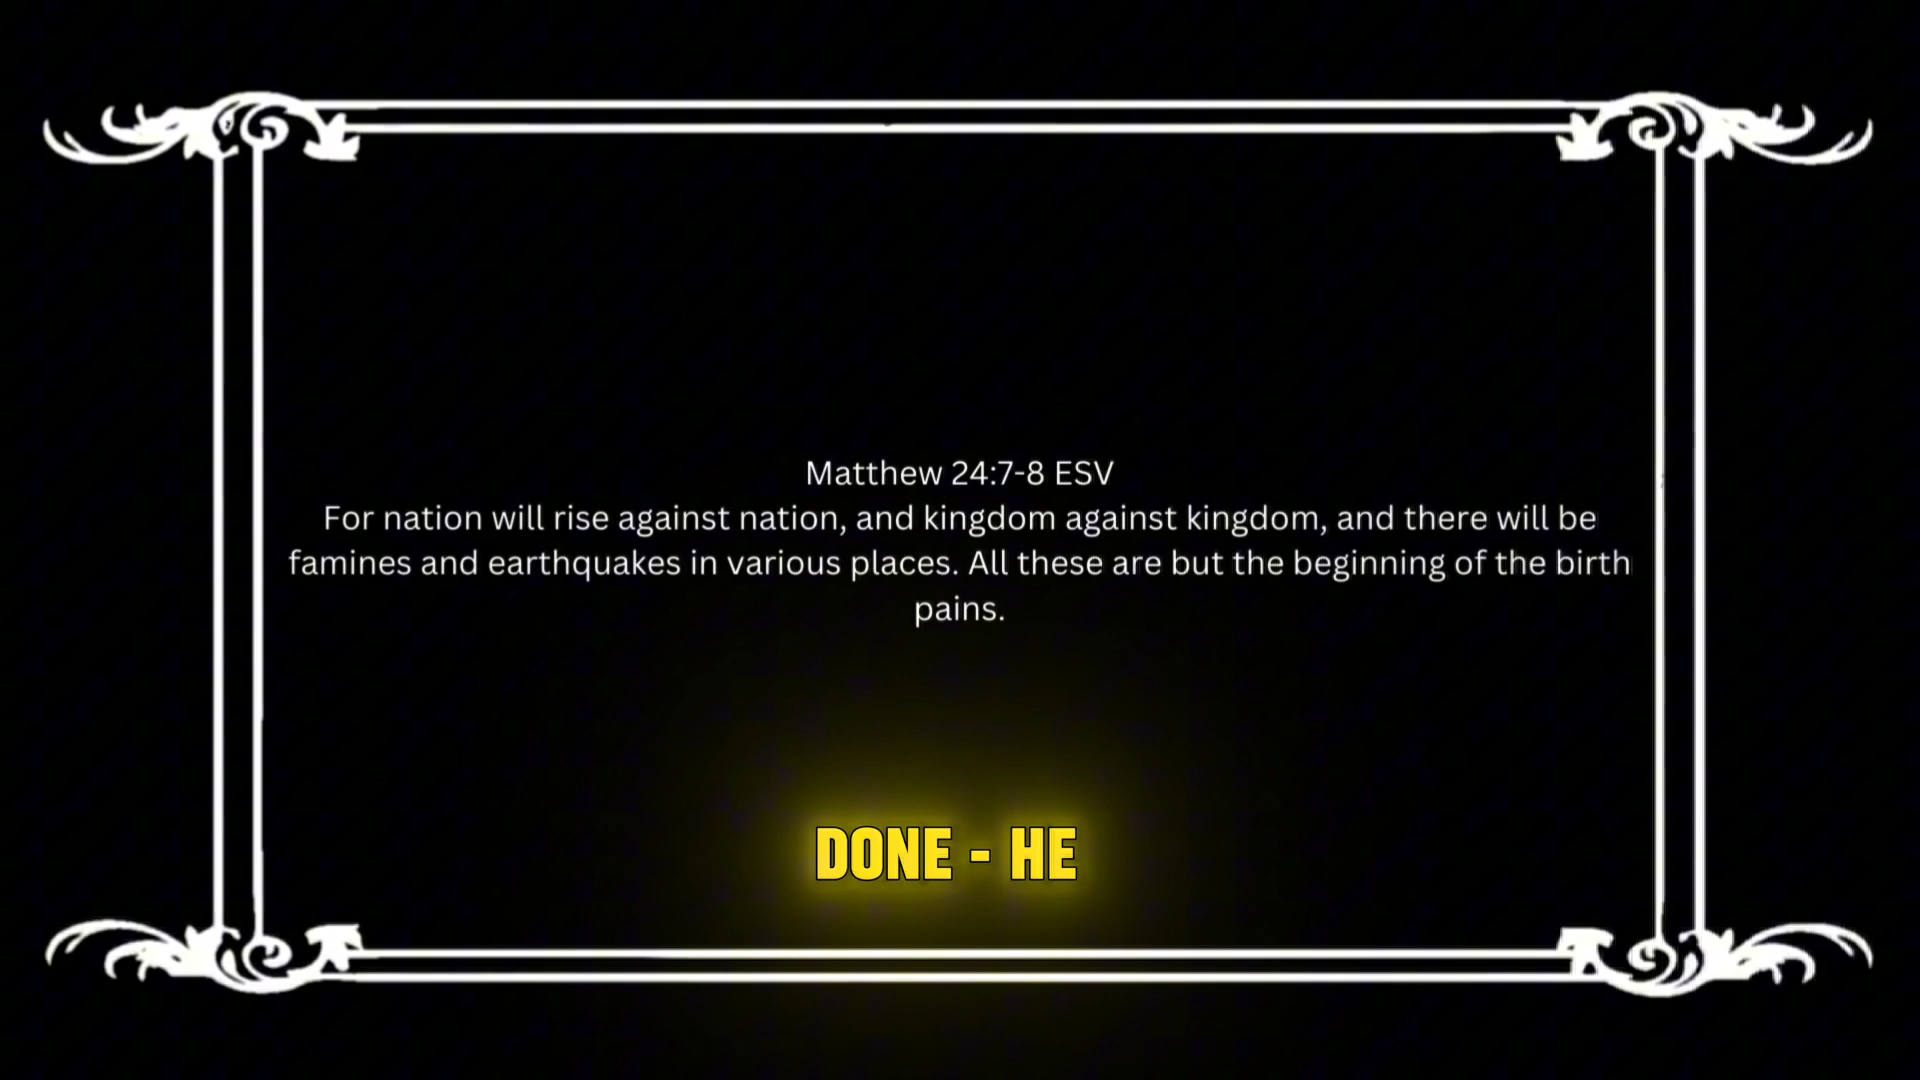 Matthew 24:7-8 ESV
For nation will rise against nation, and kingdom against kingdom, and there will be
famines and earthquakes in various places. All these are but the beginning of the birth
pains.
DONE - HE